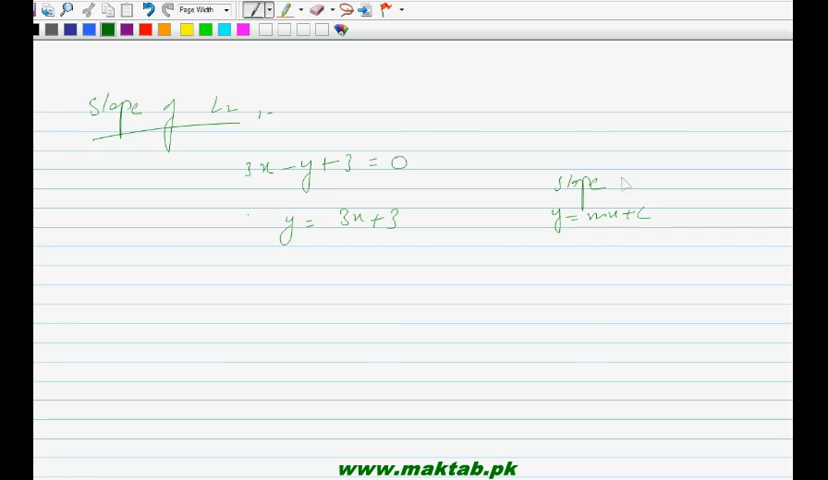 Page Width
Slope of L2 :-
3x - y + 3 = 0
y = 3x + 3
Slope
y = mx + c
www.maktab.pk